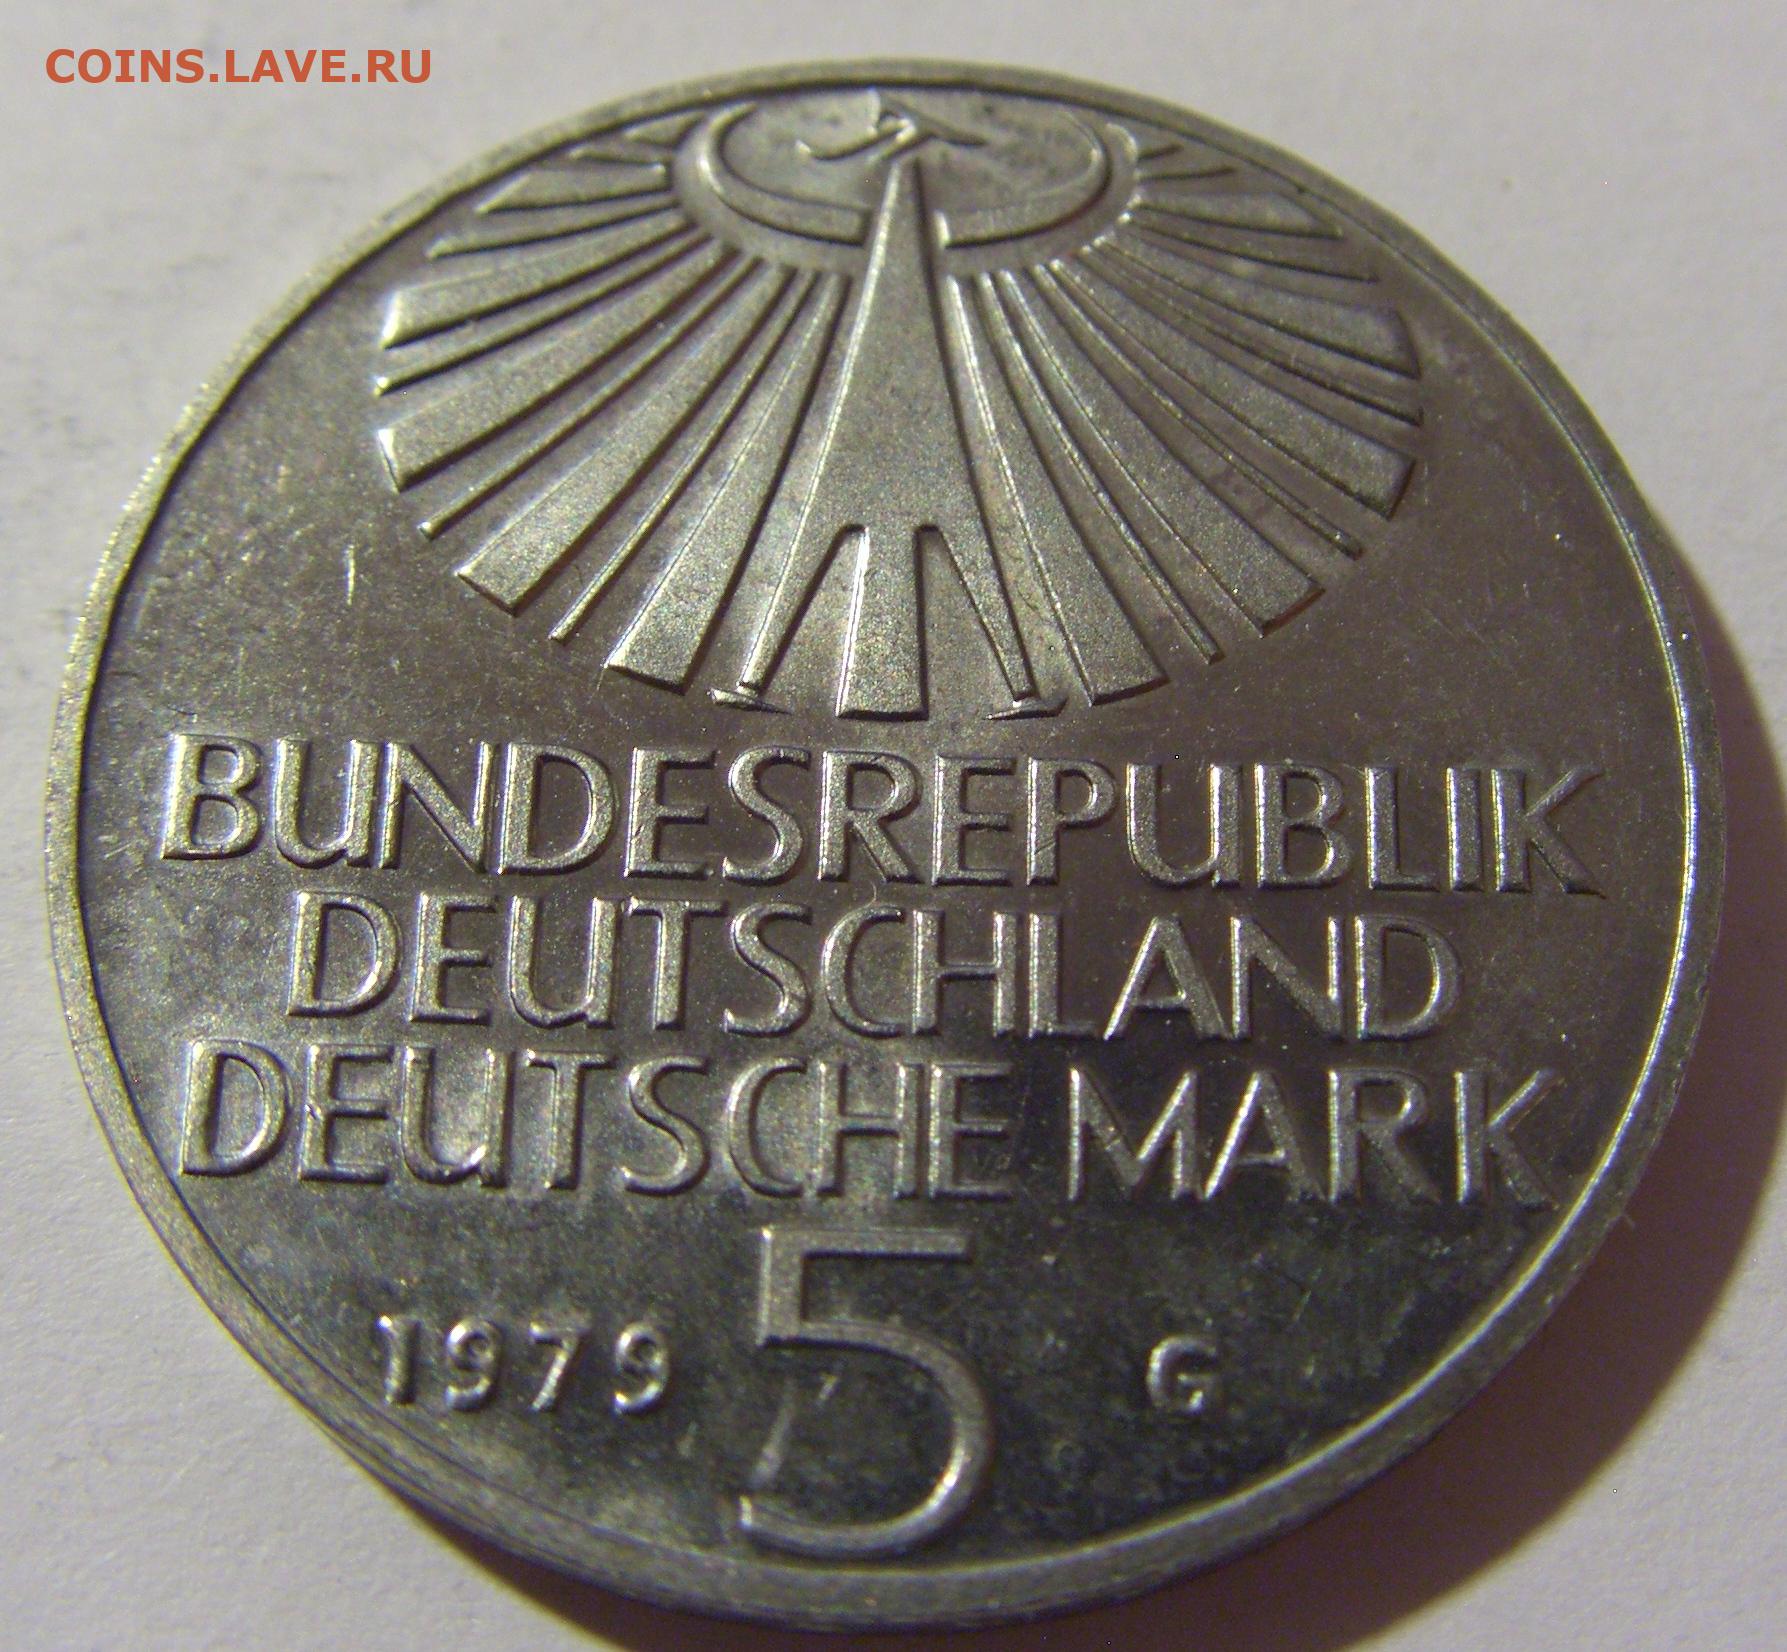 COINS.LAVE.RU
BUNDESREPUBLIK
DEUTSCHLAND
DEUTSCHE MARK
5
1979 G